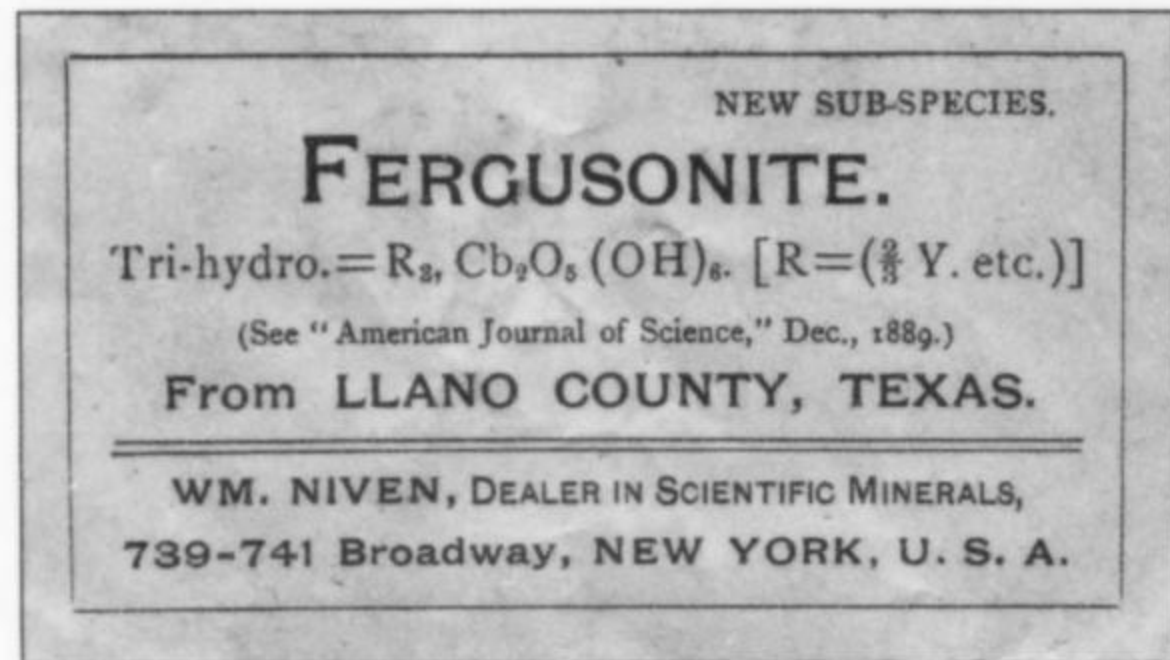 NEW SUB-SPECIES.
FERGUSONITE.
Tri-hydro.=R₃, Cb₂O₅ (OH)₆. [R=(⅔ Y. etc.)]
(See "American Journal of Science," Dec., 1889.)
From LLANO COUNTY, TEXAS.
WM. NIVEN, DEALER IN SCIENTIFIC MINERALS,
739-741 Broadway, NEW YORK, U. S. A.